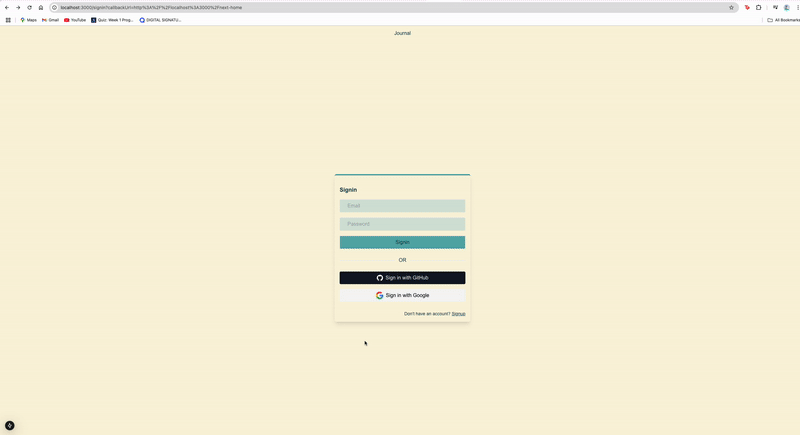 localhost:3000/signin?callbackUrl=http%3A%2F%2Flocalhost%3A3000%2Fnext-home
Maps
Gmail
YouTube
Quiz: Week 1 Prog...
DIGITAL SIGNATU...
All Bookmarks
Journal
Signin
Email
Password
Signin
OR
Sign in with GitHub
Sign in with Google
Don't have an account? Signup